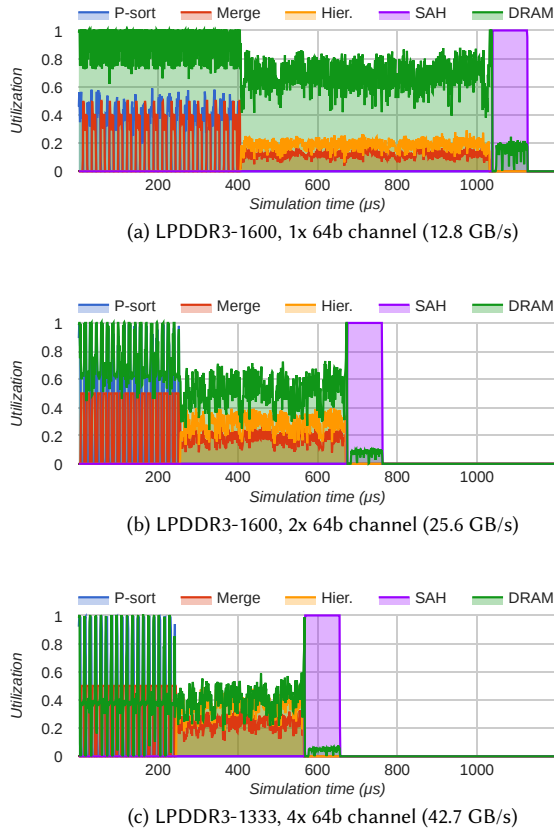 P-sort Merge Hier. SAH DRAM
1
0.8
0.6
0.4
0.2
0
Utilization
200 400 600 800 1000
Simulation time (μs)
(a) LPDDR3-1600, 1x 64b channel (12.8 GB/s)
P-sort Merge Hier. SAH DRAM
1
0.8
0.6
0.4
0.2
0
Utilization
200 400 600 800 1000
Simulation time (μs)
(b) LPDDR3-1600, 2x 64b channel (25.6 GB/s)
P-sort Merge Hier. SAH DRAM
1
0.8
0.6
0.4
0.2
0
Utilization
200 400 600 800 1000
Simulation time (μs)
(c) LPDDR3-1333, 4x 64b channel (42.7 GB/s)